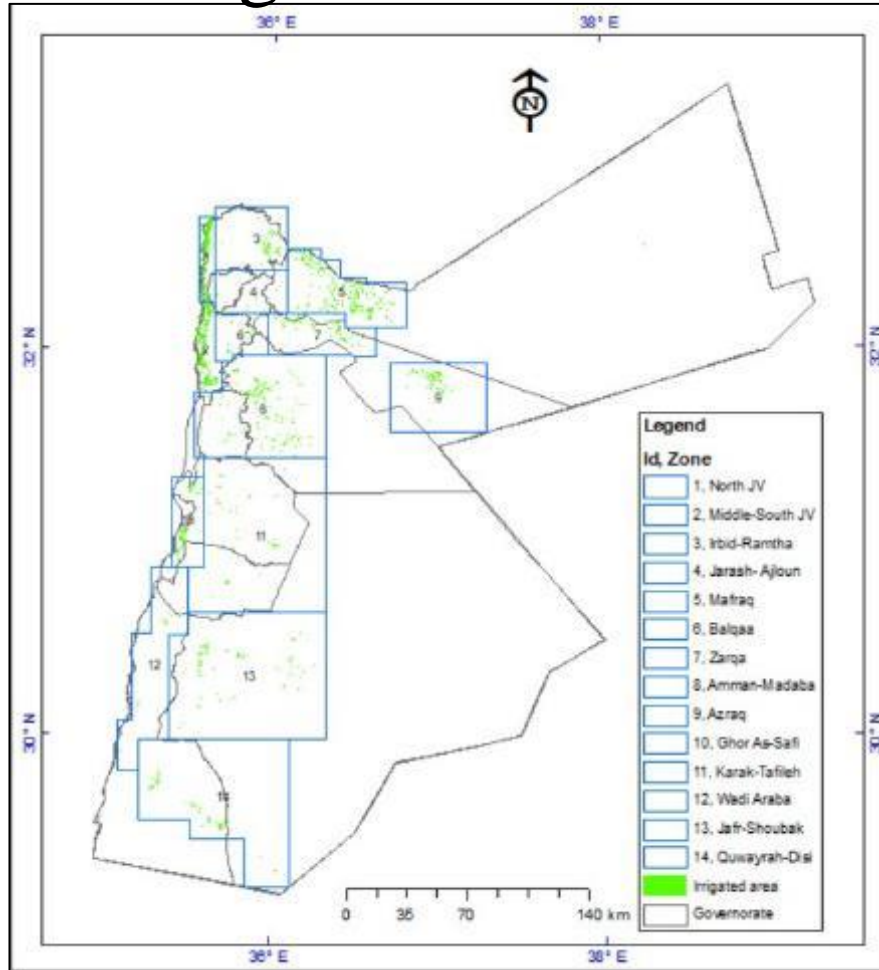 36° E 38° E
N
32° N 32° N
30° N 30° N
3
4
5
6
7
8
9
11
12
13
Legend
Id, Zone
1, North JV
2, Middle-South JV
3, Irbid-Ramtha
4, Jarash- Ajloun
5, Mafraq
6, Balqaa
7, Zarqa
8, Amman-Madaba
9, Azraq
10, Ghor As-Safi
11, Karak-Tafileh
12, Wadi Araba
13, Jafr-Shoubak
14, Quwayrah-Disi
Irrigated area
Governorate
0 35 70 140 km
36° E 38° E